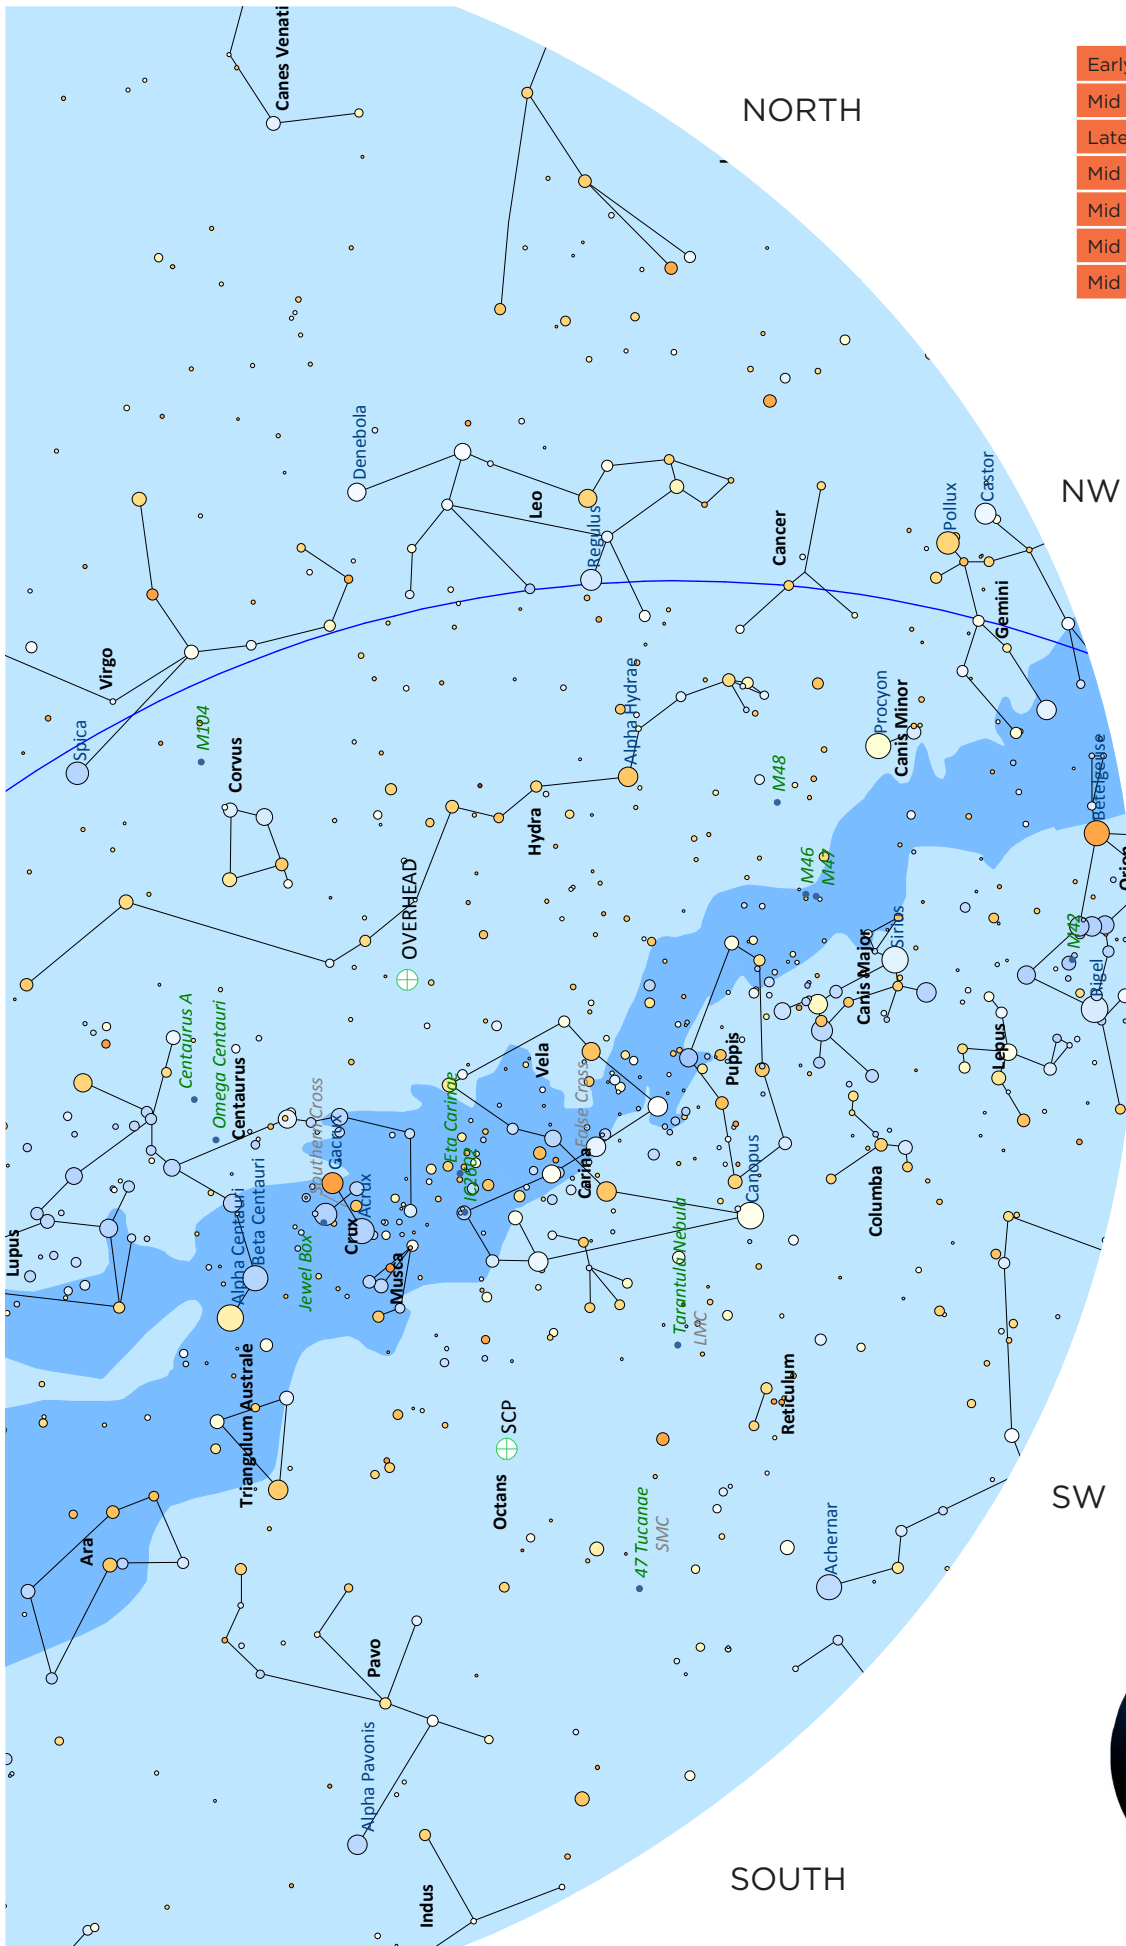 Canes Venati
NORTH
Early
Mid
Late
Mid
Mid
Mid
Mid
Denebola
NW
Leo
Regulus
Cancer
Pollux
Castor
Gemini
Virgo
Spica
M104
Corvus
Alpha Hydrae
Hydra
M48
Procyon
Canis Minor
Betelgeuse
M46
M47
OVERHEAD
Orion
M42
Sirius
Canis Major
Rigel
Lepus
Centaurus A
Omega Centauri
Centaurus
Vela
Puppis
Eta Carinae
False Cross
Southern Cross
Gacrux
Acrux
Crux
IC2602
Carina
Canopus
Columba
Lupus
Alpha Centauri
Beta Centauri
Jewel Box
Musca
Tarantula Nebula
LMC
Triangulum Australe
Reticulum
SCP
Octans
47 Tucanae
SMC
SW
Ara
Achernar
Pavo
Alpha Pavonis
Indus
SOUTH